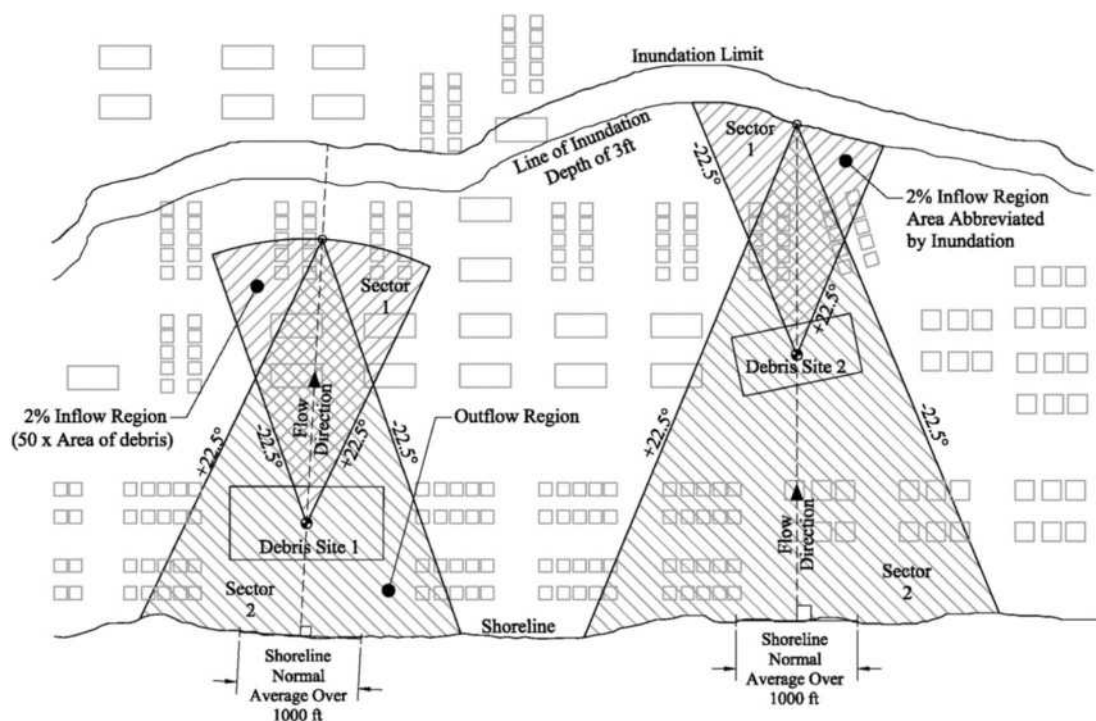 Inundation Limit
Line of Inundation
Depth of 3ft
Sector
1
-22.5°
2% Inflow Region
Area Abbreviated
by Inundation
+22.5°
Sector
1
Debris Site 2
2% Inflow Region
(50 x Area of debris)
Flow
Direction
Outflow Region
+22.5°
-22.5°
+22.5°
-22.5°
+22.5°
-22.5°
Debris Site 1
Flow
Direction
Sector
2
Sector
2
Shoreline
Shoreline
Normal
Average Over
1000 ft
Shoreline
Normal
Average Over
1000 ft